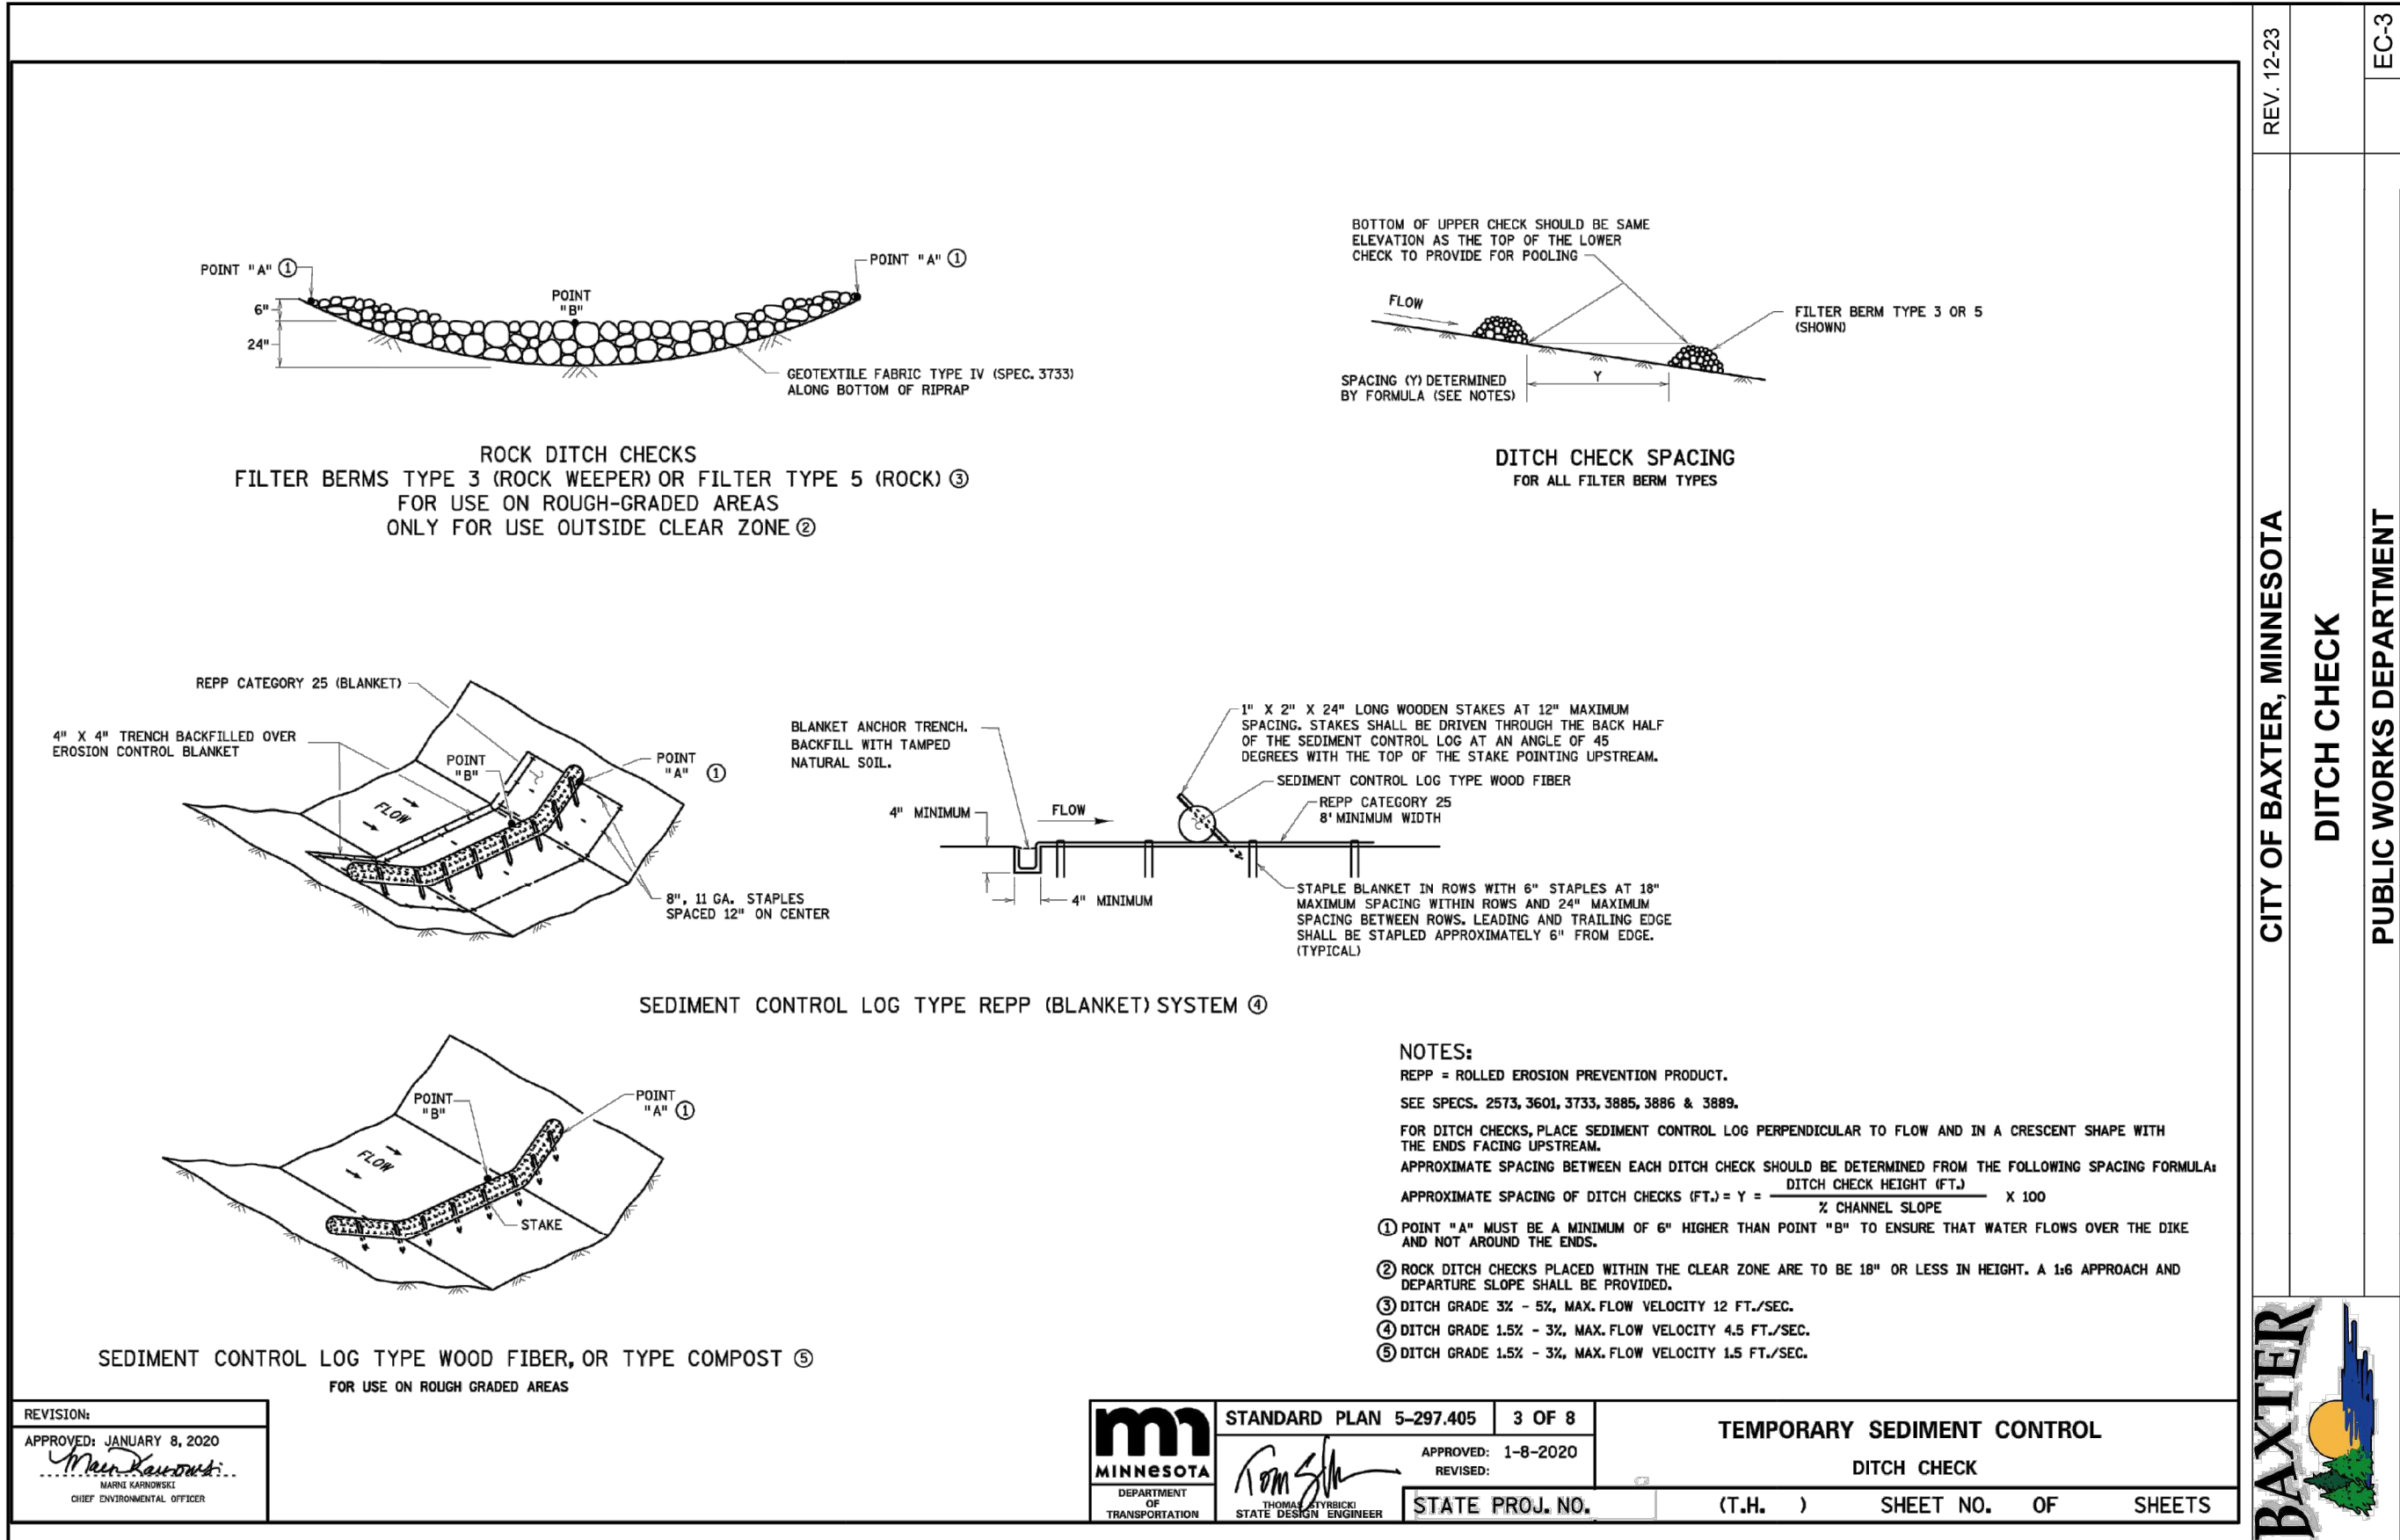 POINT "A" ①
POINT "A" ①
POINT
"B"
6"
24"
GEOTEXTILE FABRIC TYPE IV (SPEC. 3733)
ALONG BOTTOM OF RIPRAP
ROCK DITCH CHECKS
FILTER BERMS TYPE 3 (ROCK WEEPER) OR FILTER TYPE 5 (ROCK) ③
FOR USE ON ROUGH-GRADED AREAS
ONLY FOR USE OUTSIDE CLEAR ZONE ②
BOTTOM OF UPPER CHECK SHOULD BE SAME
ELEVATION AS THE TOP OF THE LOWER
CHECK TO PROVIDE FOR POOLING
FLOW
FILTER BERM TYPE 3 OR 5
(SHOWN)
SPACING (Y) DETERMINED
BY FORMULA (SEE NOTES)
Y
DITCH CHECK SPACING
FOR ALL FILTER BERM TYPES
REPP CATEGORY 25 (BLANKET)
4" X 4" TRENCH BACKFILLED OVER
EROSION CONTROL BLANKET
POINT
"B"
POINT
"A" ①
FLOW
8", 11 GA. STAPLES
SPACED 12" ON CENTER
BLANKET ANCHOR TRENCH.
BACKFILL WITH TAMPED
NATURAL SOIL.
1" X 2" X 24" LONG WOODEN STAKES AT 12" MAXIMUM
SPACING. STAKES SHALL BE DRIVEN THROUGH THE BACK HALF
OF THE SEDIMENT CONTROL LOG AT AN ANGLE OF 45
DEGREES WITH THE TOP OF THE STAKE POINTING UPSTREAM.
SEDIMENT CONTROL LOG TYPE WOOD FIBER
REPP CATEGORY 25
8' MINIMUM WIDTH
4" MINIMUM
FLOW
4" MINIMUM
STAPLE BLANKET IN ROWS WITH 6" STAPLES AT 18"
MAXIMUM SPACING WITHIN ROWS AND 24" MAXIMUM
SPACING BETWEEN ROWS. LEADING AND TRAILING EDGE
SHALL BE STAPLED APPROXIMATELY 6" FROM EDGE.
(TYPICAL)
SEDIMENT CONTROL LOG TYPE REPP (BLANKET) SYSTEM ④
POINT
"B"
POINT
"A" ①
FLOW
STAKE
SEDIMENT CONTROL LOG TYPE WOOD FIBER, OR TYPE COMPOST ⑤
FOR USE ON ROUGH GRADED AREAS
NOTES:
REPP = ROLLED EROSION PREVENTION PRODUCT.
SEE SPECS. 2573, 3601, 3733, 3885, 3886 & 3889.
FOR DITCH CHECKS, PLACE SEDIMENT CONTROL LOG PERPENDICULAR TO FLOW AND IN A CRESCENT SHAPE WITH
THE ENDS FACING UPSTREAM.
APPROXIMATE SPACING BETWEEN EACH DITCH CHECK SHOULD BE DETERMINED FROM THE FOLLOWING SPACING FORMULA:
DITCH CHECK HEIGHT (FT.)
APPROXIMATE SPACING OF DITCH CHECKS (FT.) = Y = X 100
% CHANNEL SLOPE
① POINT "A" MUST BE A MINIMUM OF 6" HIGHER THAN POINT "B" TO ENSURE THAT WATER FLOWS OVER THE DIKE
AND NOT AROUND THE ENDS.
② ROCK DITCH CHECKS PLACED WITHIN THE CLEAR ZONE ARE TO BE 18" OR LESS IN HEIGHT. A 1:6 APPROACH AND
DEPARTURE SLOPE SHALL BE PROVIDED.
③ DITCH GRADE 3% - 5%, MAX. FLOW VELOCITY 12 FT./SEC.
④ DITCH GRADE 1.5% - 3%, MAX. FLOW VELOCITY 4.5 FT./SEC.
⑤ DITCH GRADE 1.5% - 3%, MAX. FLOW VELOCITY 1.5 FT./SEC.
REVISION:
APPROVED: JANUARY 8, 2020
MARNI KARNOWSKI
CHIEF ENVIRONMENTAL OFFICER
m
MINNESOTA
DEPARTMENT
OF
TRANSPORTATION
STANDARD PLAN 5-297.405
3 OF 8
APPROVED: 1-8-2020
REVISED:
THOMAS STYRBICKI
STATE DESIGN ENGINEER
STATE PROJ. NO.
TEMPORARY SEDIMENT CONTROL
DITCH CHECK
(T.H. ) SHEET NO. OF SHEETS
REV. 12-23
EC-3
CITY OF BAXTER, MINNESOTA
DITCH CHECK
PUBLIC WORKS DEPARTMENT
BAXTER